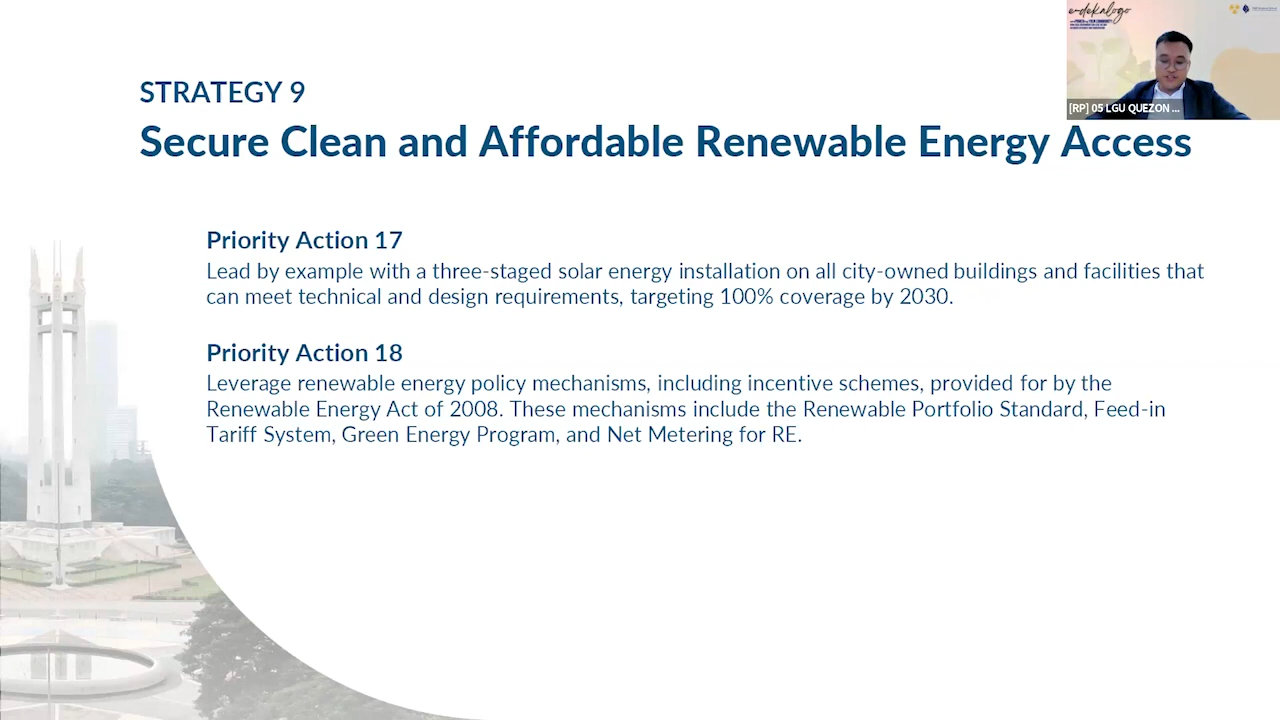 e-dekalogo
[RP] 05 LGU QUEZON ...
STRATEGY 9
Secure Clean and Affordable Renewable Energy Access
Priority Action 17
Lead by example with a three-staged solar energy installation on all city-owned buildings and facilities that
can meet technical and design requirements, targeting 100% coverage by 2030.
Priority Action 18
Leverage renewable energy policy mechanisms, including incentive schemes, provided for by the
Renewable Energy Act of 2008. These mechanisms include the Renewable Portfolio Standard, Feed-in
Tariff System, Green Energy Program, and Net Metering for RE.